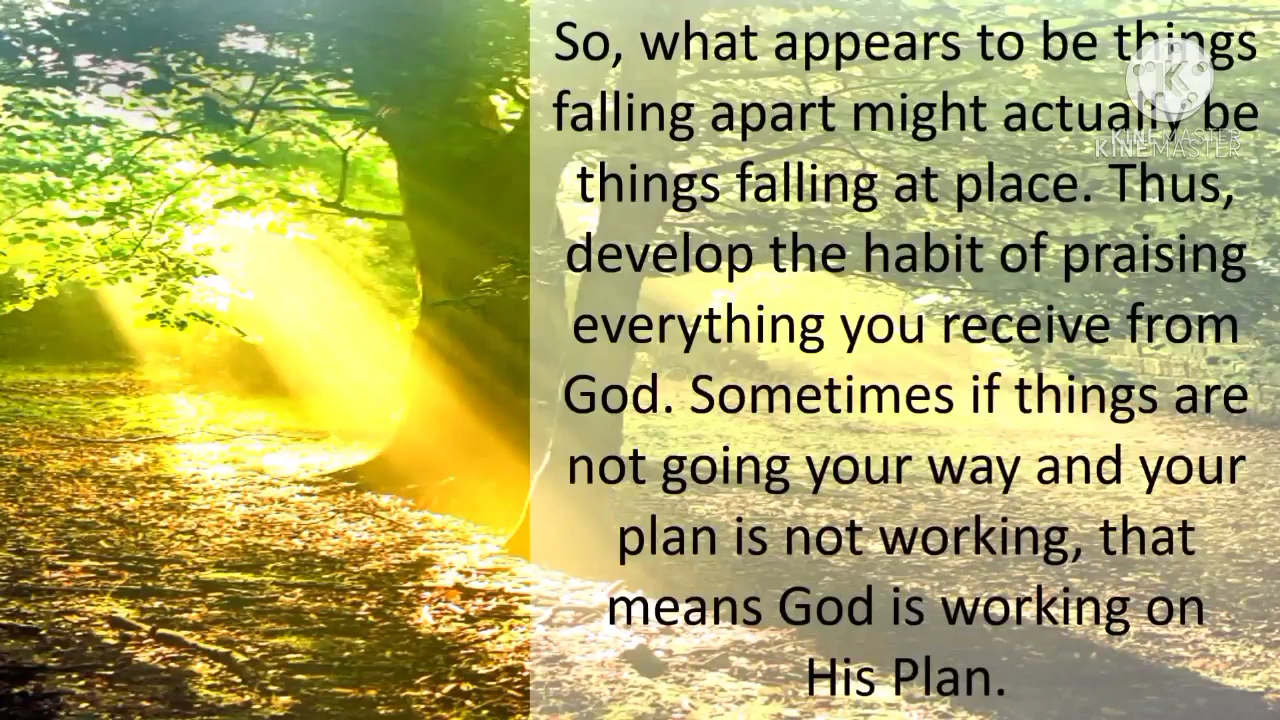 So, what appears to be things
falling apart might actually be
things falling at place. Thus,
develop the habit of praising
everything you receive from
God. Sometimes if things are
not going your way and your
plan is not working, that
means God is working on
His Plan.
K
KINEMASTER
KINEMASTER